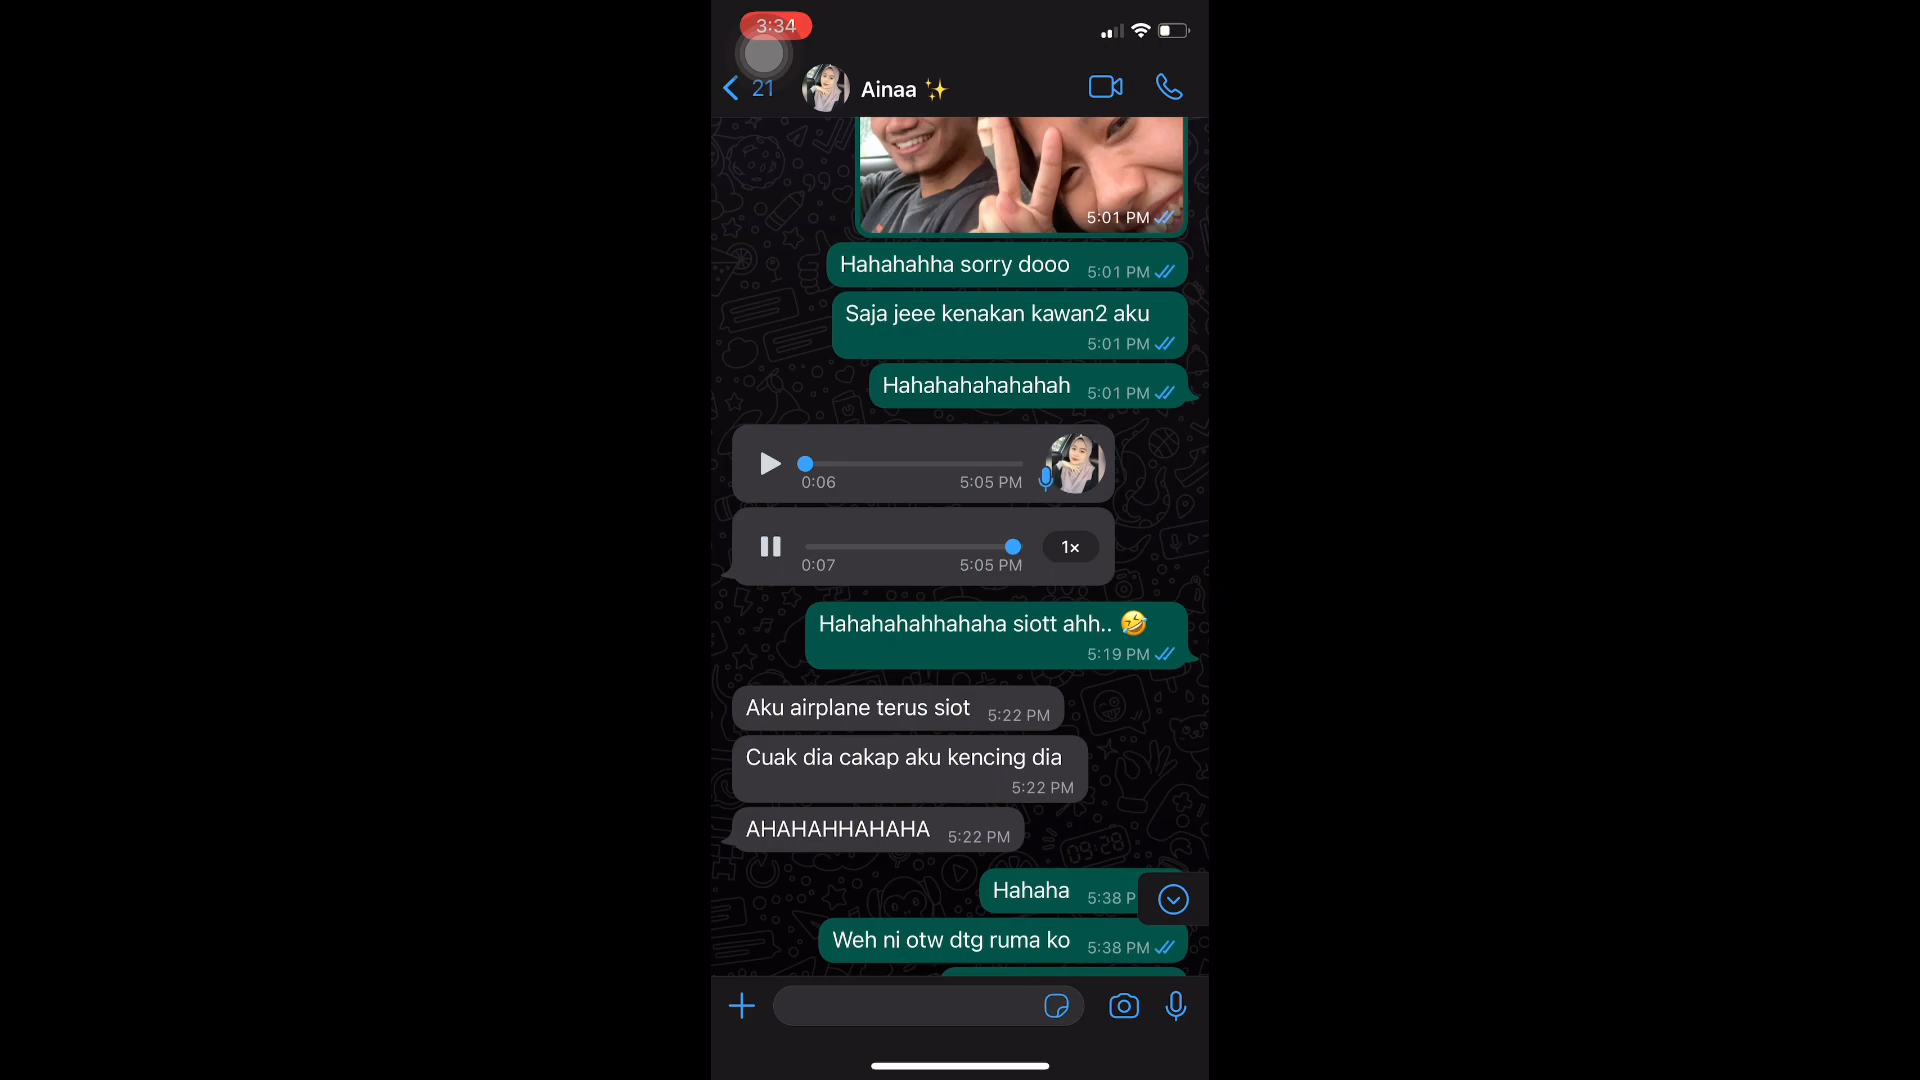 3:34
21
Ainaa ✨
5:01 PM
Hahahahha sorry dooo 5:01 PM
Saja jeee kenakan kawan2 aku
5:01 PM
Hahahahahahahah 5:01 PM
0:06 5:05 PM
1×
0:07 5:05 PM
Hahahahahhahaha siott ahh.. 🤣
5:19 PM
Aku airplane terus siot 5:22 PM
Cuak dia cakap aku kencing dia
5:22 PM
AHAHAHHAHAHA 5:22 PM
Hahaha 5:38 P
Weh ni otw dtg ruma ko 5:38 PM